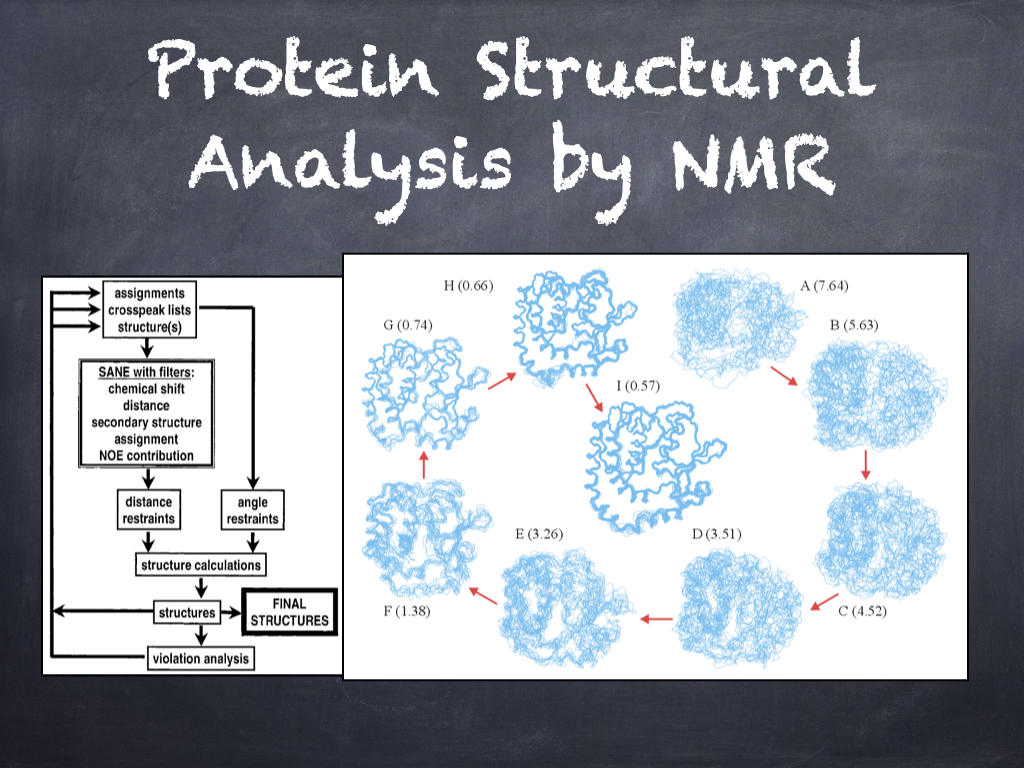 Protein Structural
Analysis by NMR
assignments
crosspeak lists
structure(s)
SANE with filters:
chemical shift
distance
secondary structure
assignment
NOE contribution
distance
restraints
angle
restraints
structure calculations
structures
FINAL
STRUCTURES
violation analysis
H (0.66)
A (7.64)
G (0.74)
B (5.63)
I (0.57)
E (3.26)
D (3.51)
F (1.38)
C (4.52)